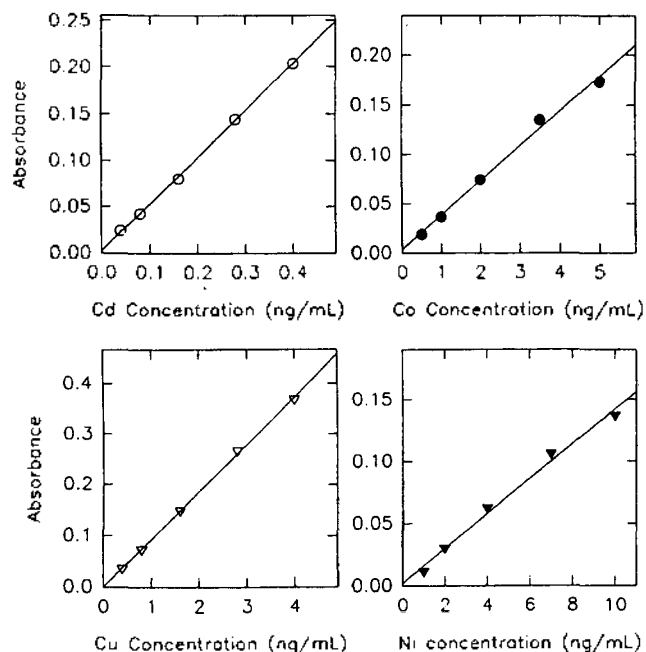 Absorbance
0.25
0.20
0.15
0.10
0.05
0.00
0.0 0.1 0.2 0.3 0.4
Cd Concentration (ng/mL)
0.20
0.15
0.10
0.05
0.00
0 1 2 3 4 5
Co Concentration (ng/mL)
Absorbance
0.4
0.3
0.2
0.1
0.0
0 1 2 3 4
Cu Concentration (ng/mL)
0.15
0.10
0.05
0.00
0 2 4 6 8 10
Ni concentration (ng/mL)